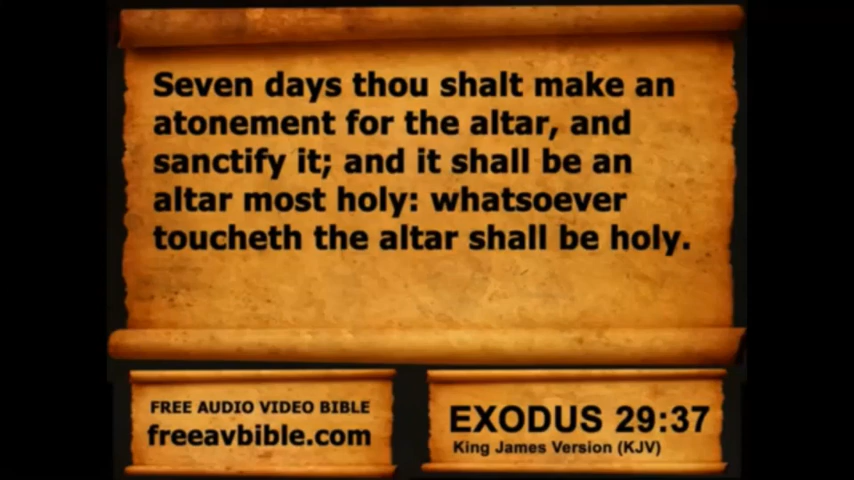 Seven days thou shalt make an
atonement for the altar, and
sanctify it; and it shall be an
altar most holy: whatsoever
toucheth the altar shall be holy.
FREE AUDIO VIDEO BIBLE
freeavbible.com
EXODUS 29:37
King James Version (KJV)